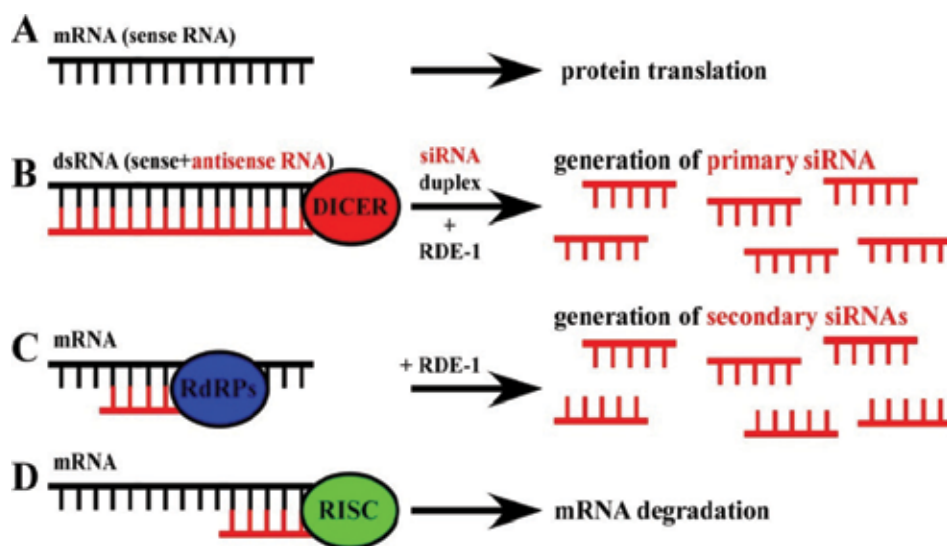 A
mRNA (sense RNA)
protein translation
B
dsRNA (sense+antisense RNA)
DICER
siRNA
duplex
+
RDE-1
generation of primary siRNA
C
mRNA
RdRPs
+ RDE-1
generation of secondary siRNAs
D
mRNA
RISC
mRNA degradation